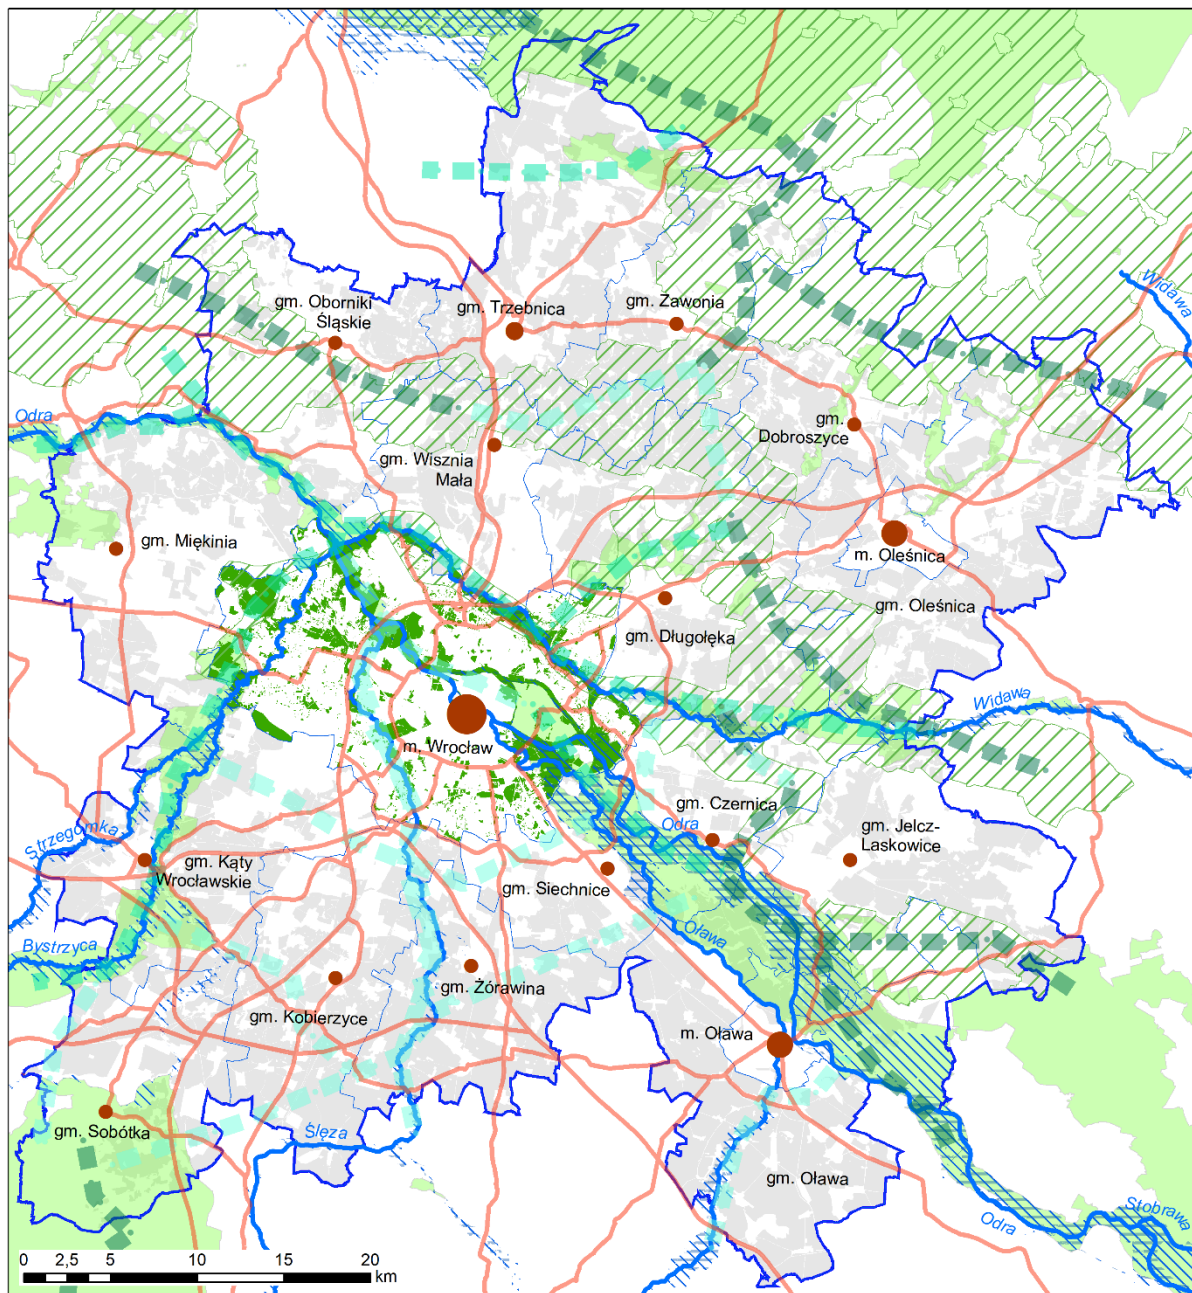 Widawa
gm. Oborniki
Śląskie
gm. Trzebnica
gm. Zawonia
Odra
gm.
Dobroszyce
gm. Wisznia
Mała
gm. Miękinia
m. Oleśnica
gm. Oleśnica
gm. Długołęka
Widawa
m. Wrocław
gm. Czernica
Odra
gm. Jelcz-
Laskowice
Strzegomka
gm. Kąty
Wrocławskie
gm. Siechnice
Oława
Bystrzyca
gm. Żórawina
gm. Kobierzyce
m. Oława
gm. Sobótka
Ślęza
gm. Oława
Odra
Stobrawa
0 2,5 5 10 15 20
km